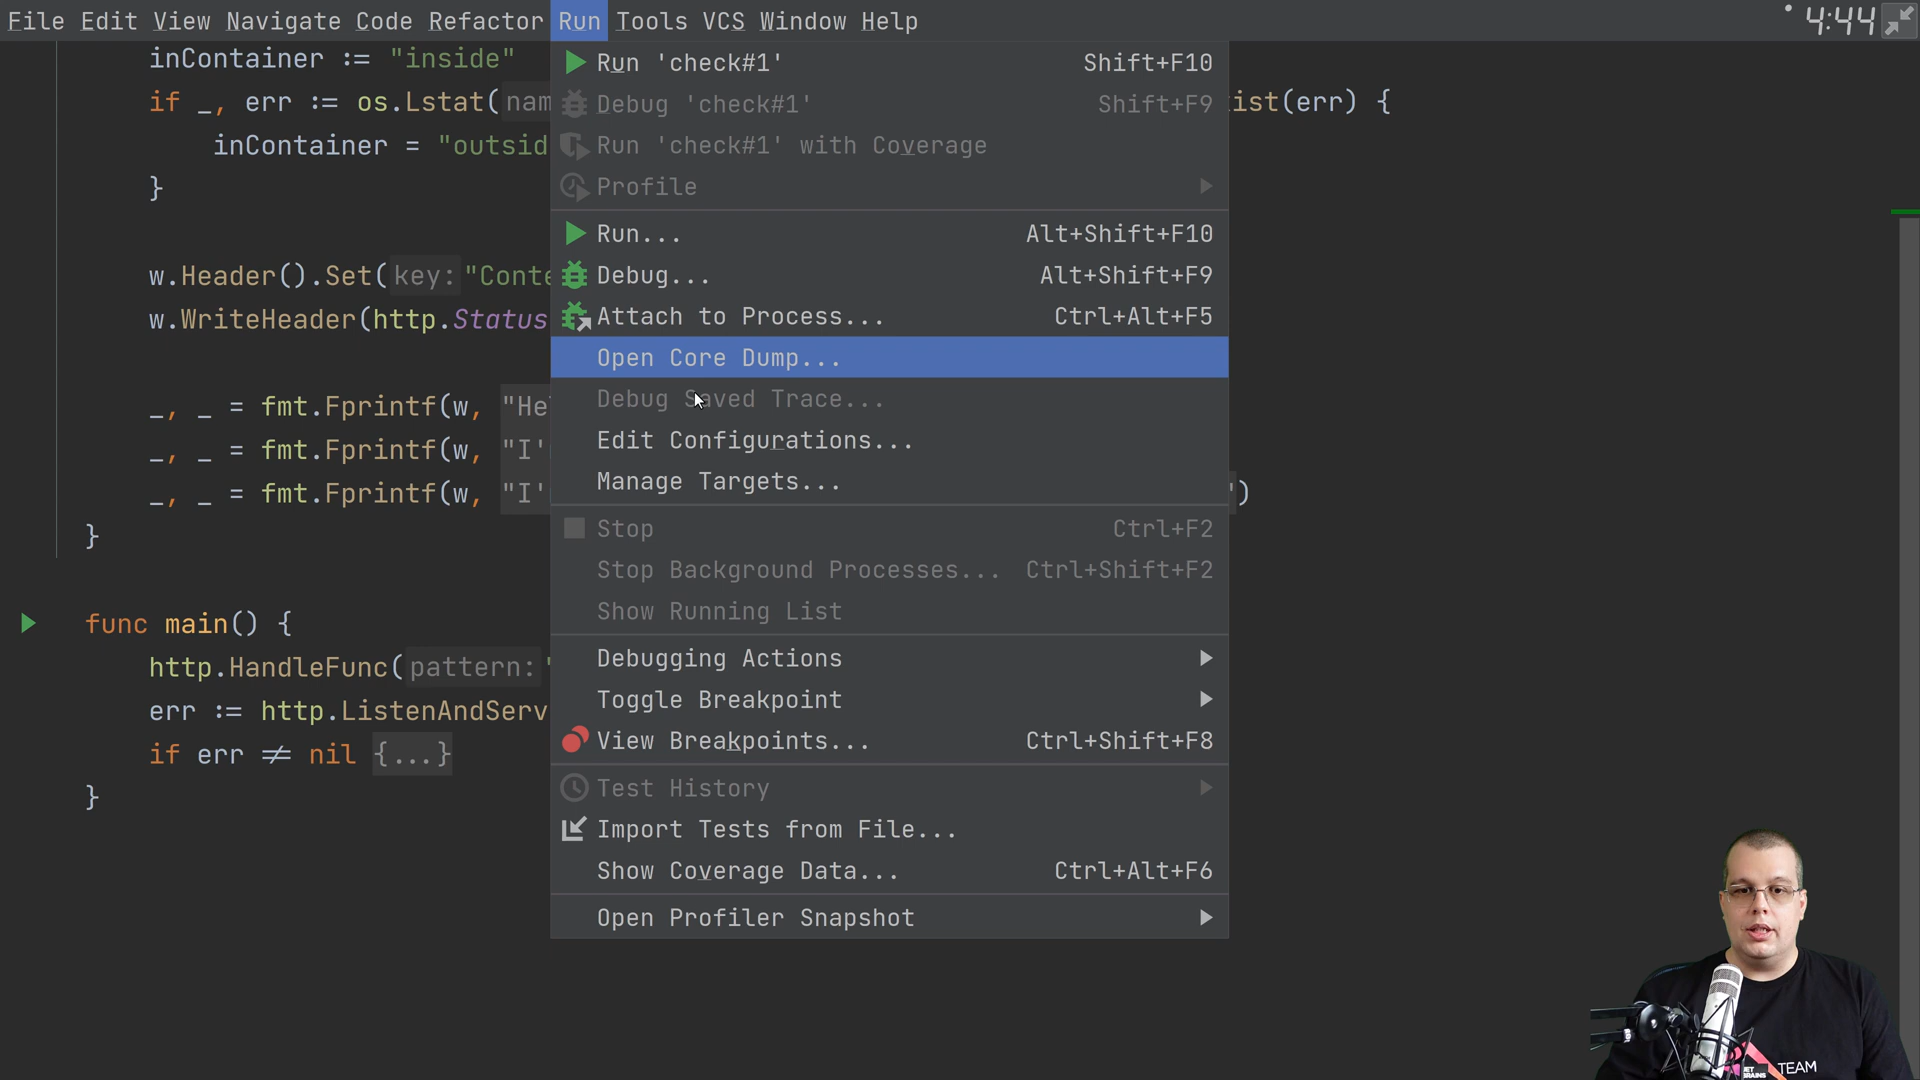 File Edit View Navigate Code Refactor Run Tools VCS Window Help
4:44
inContainer := "inside"
if _, err := os.Lstat( nam
ist(err) {
inContainer = "outsid
}
w.Header().Set( key: "Conte
w.WriteHeader(http.Status
_, _ = fmt.Fprintf(w, "He
_, _ = fmt.Fprintf(w, "I'
_, _ = fmt.Fprintf(w, "I'
")
}
func main() {
http.HandleFunc( pattern: "
err := http.ListenAndServ
if err ≠ nil {...}
}
Run 'check#1' Shift+F10
Debug 'check#1' Shift+F9
Run 'check#1' with Coverage
Profile
Run... Alt+Shift+F10
Debug... Alt+Shift+F9
Attach to Process... Ctrl+Alt+F5
Open Core Dump...
Debug Saved Trace...
Edit Configurations...
Manage Targets...
Stop Ctrl+F2
Stop Background Processes... Ctrl+Shift+F2
Show Running List
Debugging Actions
Toggle Breakpoint
View Breakpoints... Ctrl+Shift+F8
Test History
Import Tests from File...
Show Coverage Data... Ctrl+Alt+F6
Open Profiler Snapshot
BRAINS
TEAM